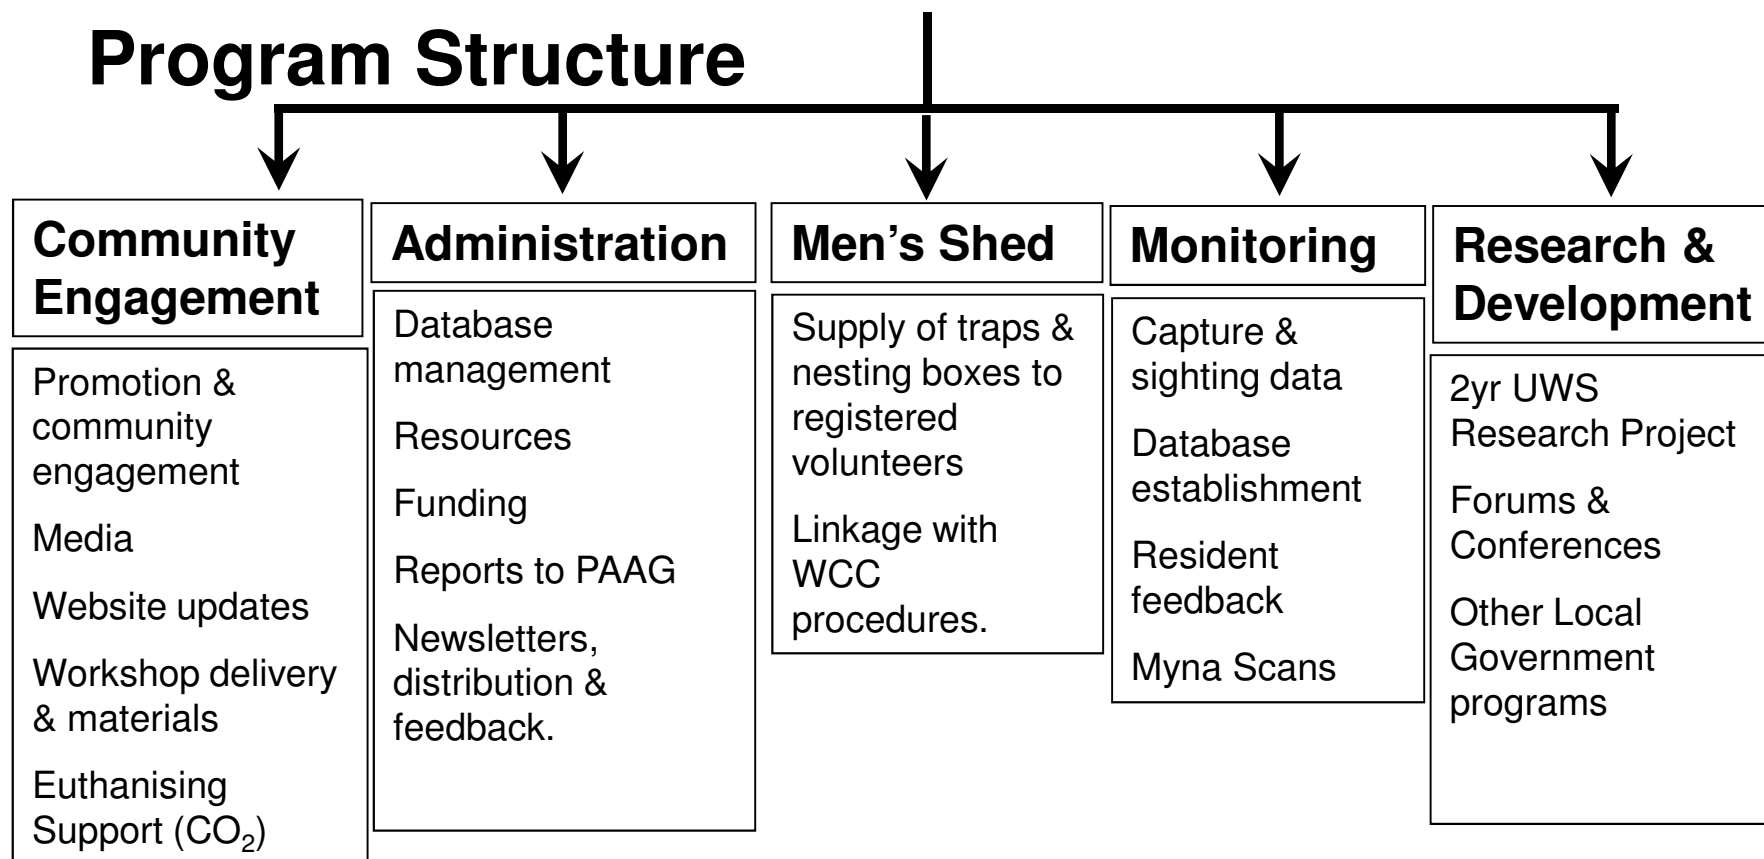 Program Structure
Community
Engagement
Promotion &
community
engagement
Media
Website updates
Workshop delivery
& materials
Euthanising
Support (CO₂)
Administration
Database
management
Resources
Funding
Reports to PAAG
Newsletters,
distribution &
feedback.
Men’s Shed
Supply of traps &
nesting boxes to
registered
volunteers
Linkage with
WCC
procedures.
Monitoring
Capture &
sighting data
Database
establishment
Resident
feedback
Myna Scans
Research &
Development
2yr UWS
Research Project
Forums &
Conferences
Other Local
Government
programs